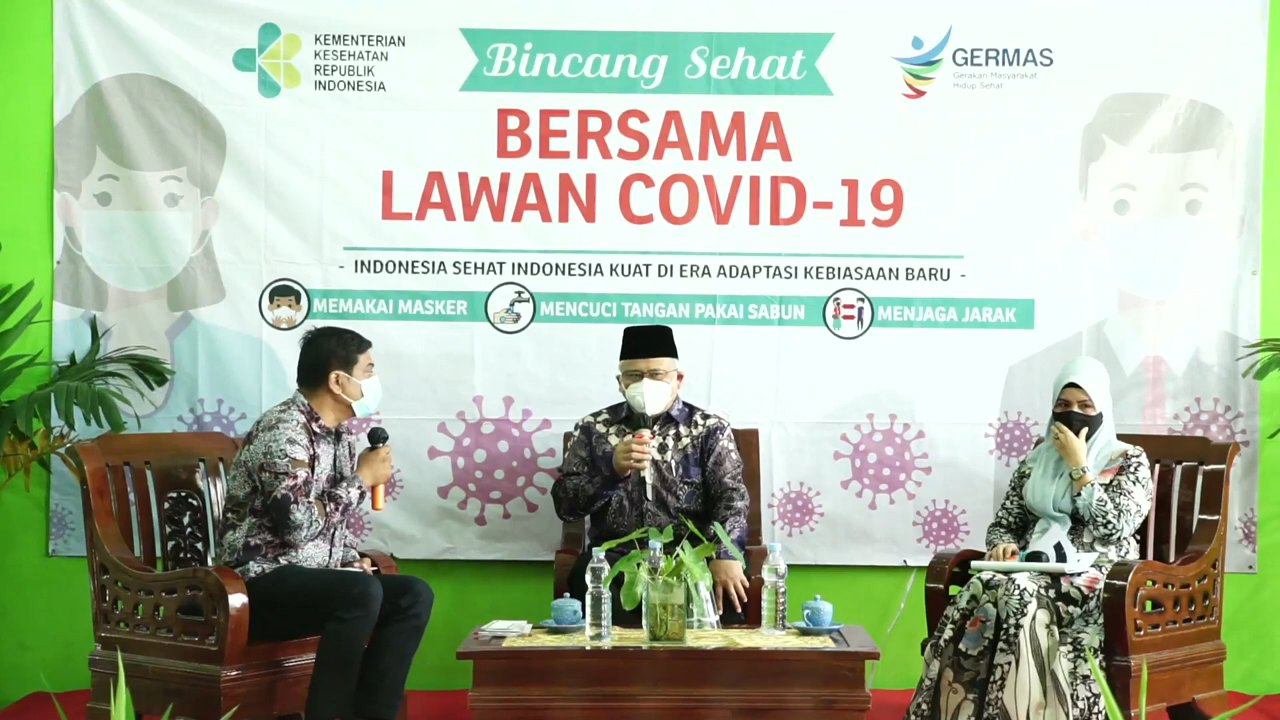 KEMENTERIAN
KESEHATAN
REPUBLIK
INDONESIA
Bincang Sehat
GERMAS
Gerakan Masyarakat
Hidup Sehat
BERSAMA
LAWAN COVID-19
- INDONESIA SEHAT INDONESIA KUAT DI ERA ADAPTASI KEBIASAAN BARU -
MEMAKAI MASKER
MENCUCI TANGAN PAKAI SABUN
MENJAGA JARAK